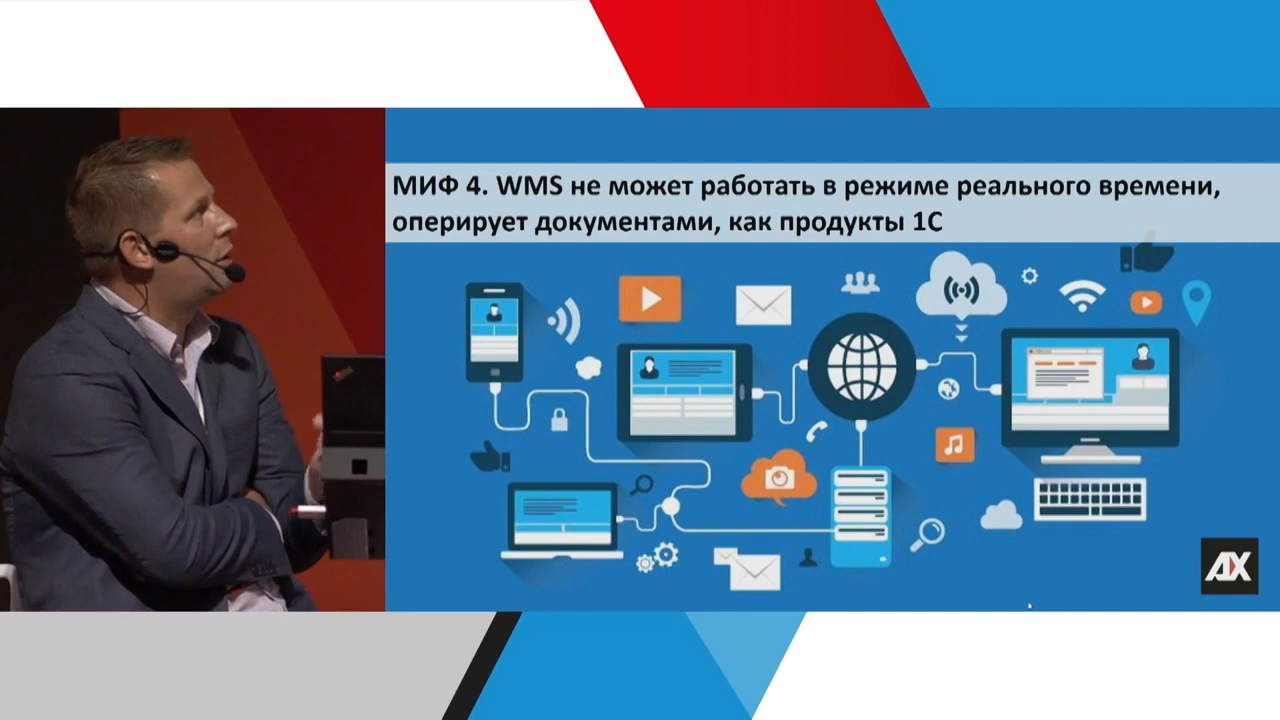 МИФ 4. WMS не может работать в режиме реального времени,
оперирует документами, как продукты 1С
AX